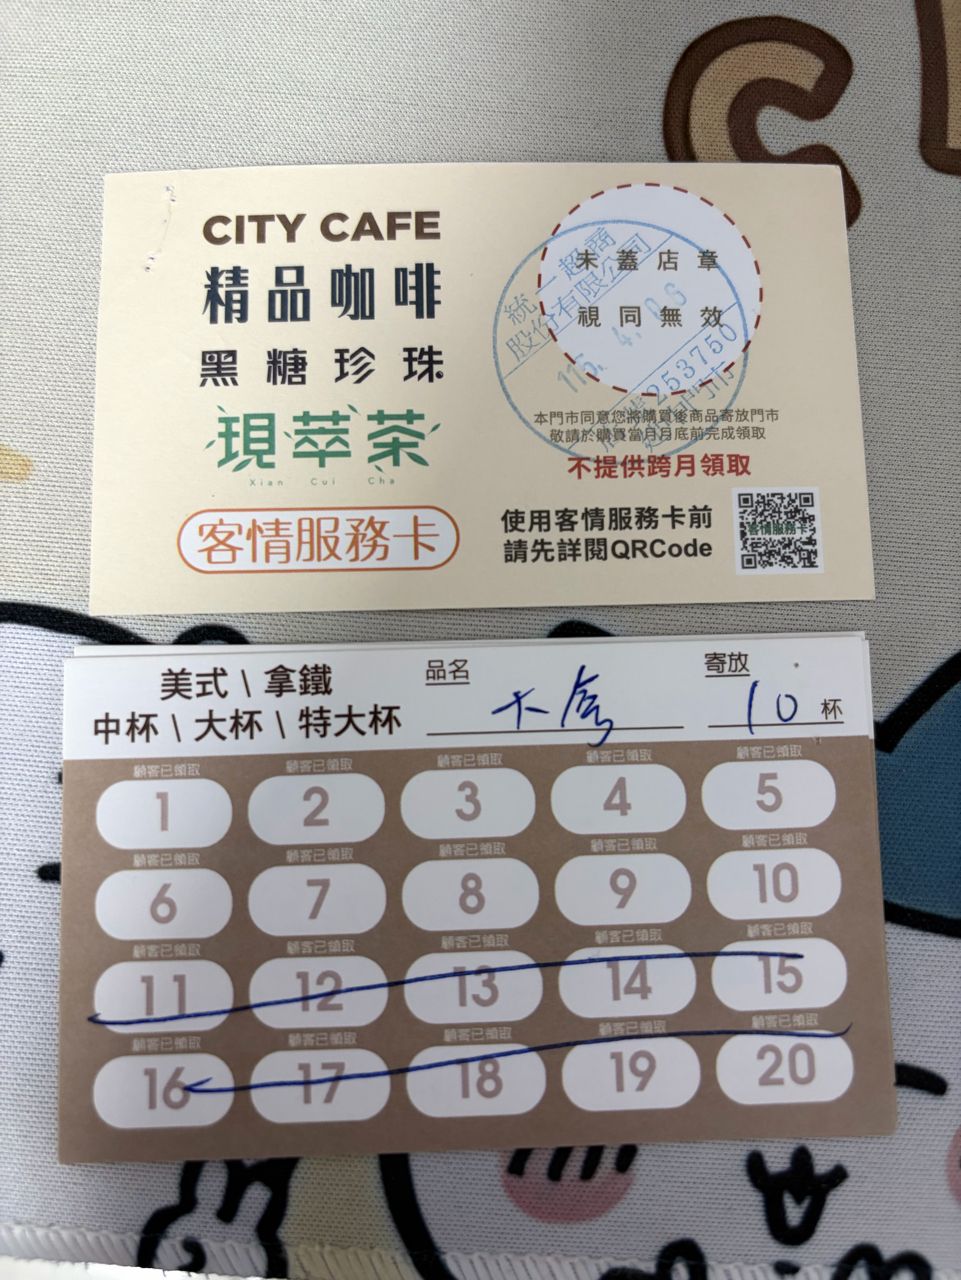 CITY CAFE
精品咖啡
黑糖珍珠
現萃茶
Xian Cui Cha
客情服務卡
未蓋店章
視同無效
統一超商
股份有限公司
115. 4. 06
253750
門市
本門市同意您將購買後商品寄放門市
敬請於購買當月月底前完成領取
不提供跨月領取
使用客情服務卡前
請先詳閱QRCode
客情服務卡
美式 \ 拿鐵
中杯 \ 大杯 \ 特大杯
品名
大
寄放
10 杯
顧客已領取 顧客已領取 顧客已領取 顧客已領取 顧客已領取
1 2 3 4 5
顧客已領取 顧客已領取 顧客已領取 顧客已領取 顧客已領取
6 7 8 9 10
顧客已領取 顧客已領取 顧客已領取 顧客已領取 顧客已領取
11 12 13 14 15
顧客已領取 顧客已領取 顧客已領取 顧客已領取 顧客已領取
16 17 18 19 20